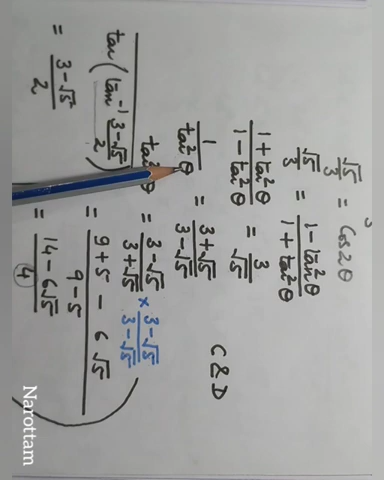 √5/3 = cos 2θ
√5/3 = (1 - tan²θ)/(1 + tan²θ)
(1 + tan²θ)/(1 - tan²θ) = 3/√5
C & D
1/tan²θ = (3 + √5)/(3 - √5)
tan²θ = (3 - √5)/(3 + √5) × (3 - √5)/(3 - √5)
= (9 + 5 - 6√5)/(9 - 5)
= (14 - 6√5)/4
tan(tan⁻¹ (3 - √5)/2)
= (3 - √5)/2
Narottam